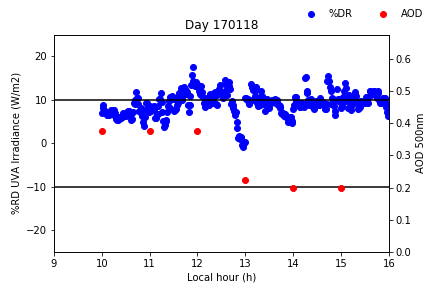 %DR AOD
Day 170118
20
10
0
−10
−20
0.6
0.5
0.4
0.3
0.2
0.1
0.0
%RD UVA Irradiance (W/m2)
AOD 500nm
9 10 11 12 13 14 15 16
Local hour (h)